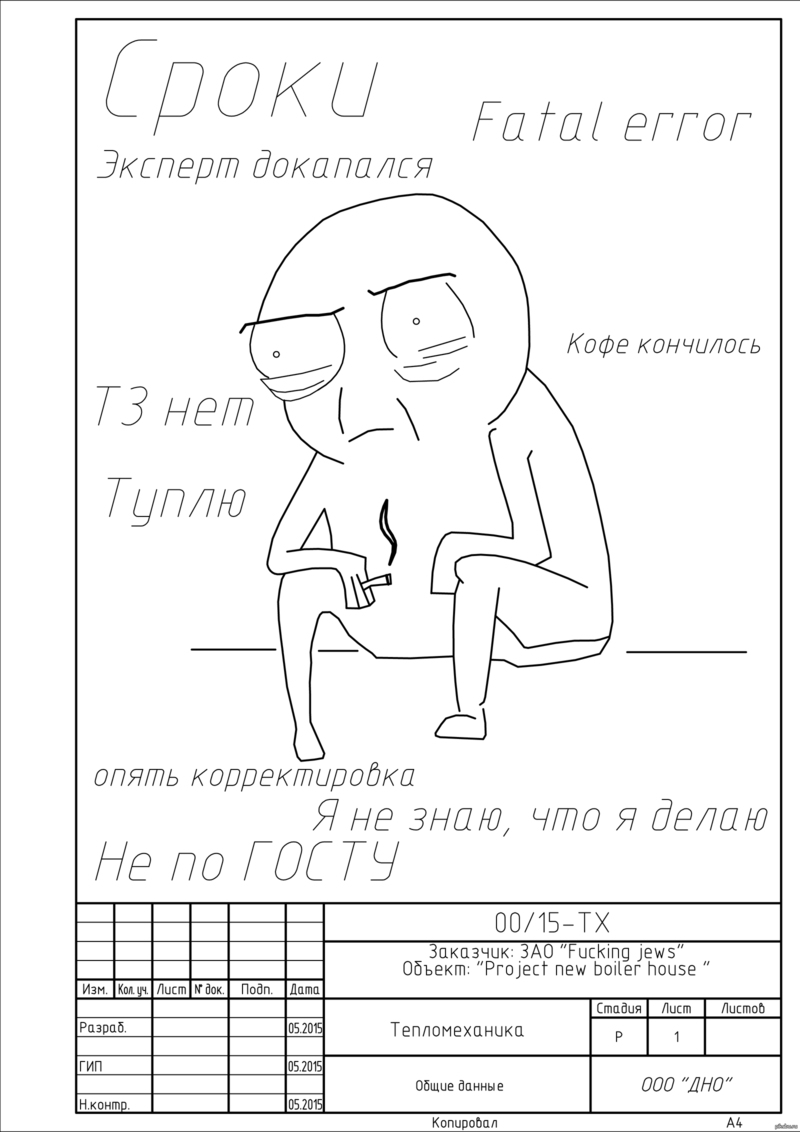 Сроки
Fatal error
Эксперт докапался
Кофе кончилось
ТЗ нет
Туплю
опять корректировка
Я не знаю, что я делаю
Не по ГОСТУ
00/15-ТХ
Заказчик: ЗАО "Fucking jews"
Объект: "Project new boiler house "
Изм. Кол. уч. Лист № док. Подп. Дата
Стадия Лист Листов
Разраб. 05.2015
Тепломеханика
Р 1
ГИП 05.2015
Общие данные
ООО "ДНО"
Н.контр. 05.2015
Копировал А4
pikabu.ru